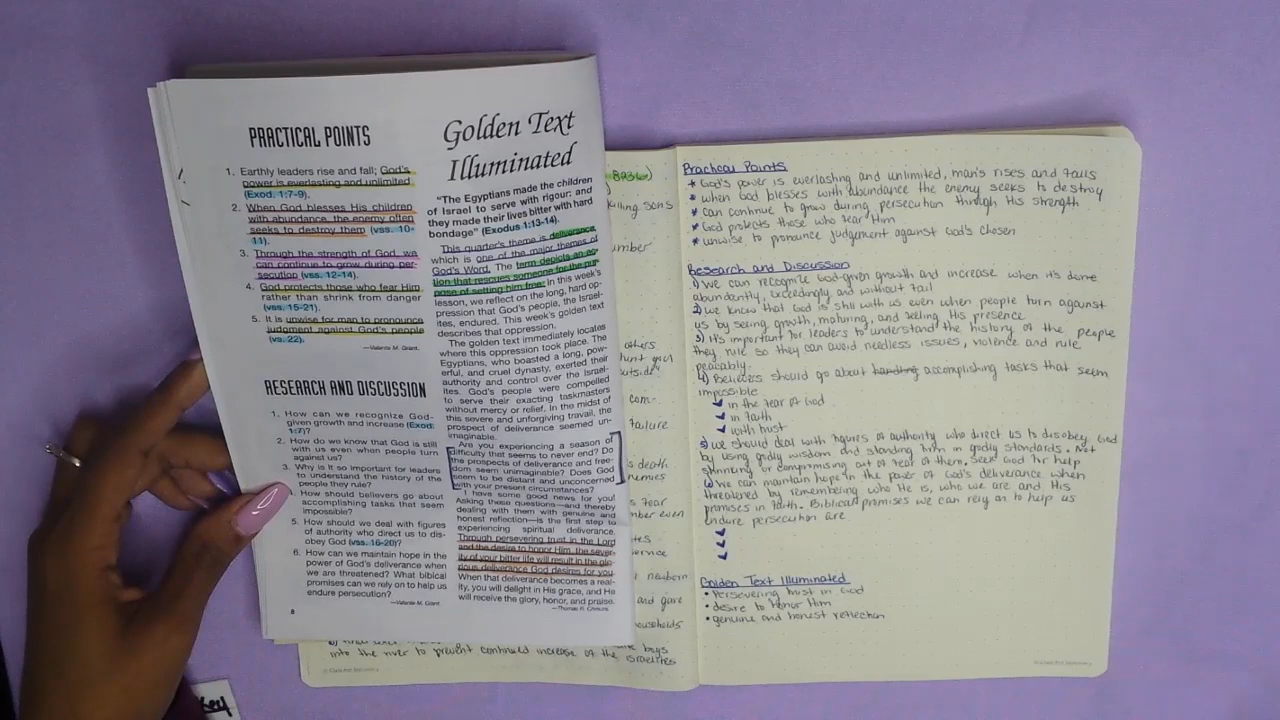 PRACTICAL POINTS
1. Earthly leaders rise and fall; God's
power is everlasting and unlimited
(Exod. 1:7-9).
2. When God blesses His children
with abundance, the enemy often
seeks to destroy them (vss. 10-
11).
3. Through the strength of God, we
can continue to grow during per-
secution (vss. 12-14).
4. God protects those who fear Him
rather than shrink from danger
(vss. 15-21).
5. It is unwise for man to pronounce
judgment against God's people
(vs. 22).
—Valante M. Grant.
RESEARCH AND DISCUSSION
1. How can we recognize God-
given growth and increase (Exod.
1:7)?
2. How do we know that God is still
with us even when people turn
against us?
3. Why is it so important for leaders
to understand the history of the
people they rule?
4. How should believers go about
accomplishing tasks that seem
impossible?
5. How should we deal with figures
of authority who direct us to dis-
obey God (vss. 16-20)?
6. How can we maintain hope in the
power of God's deliverance when
we are threatened? What biblical
promises can we rely on to help us
endure persecution?
—Valante M. Grant.
8
Golden Text
Illuminated
"The Egyptians made the children
of Israel to serve with rigour: and
they made their lives bitter with hard
bondage" (Exodus 1:13-14).
This quarter's theme is deliverance,
which is one of the major themes of
God's Word. The term depicts an ac-
tion that rescues someone for the pur-
pose of setting him free. In this week's
lesson, we reflect on the long, hard op-
pression that God's people, the Israel-
ites, endured. This week's golden text
describes that oppression.
The golden text immediately locates
where this oppression took place. The
Egyptians, who boasted a long, pow-
erful, and cruel dynasty, exerted their
authority and control over the Israel-
ites. God's people were compelled
to serve their exacting taskmasters
without mercy or relief. In the midst of
this severe and unforgiving travail, the
prospect of deliverance seemed un-
imaginable.
Are you experiencing a season of
difficulty that seems to never end? Do
the prospects of deliverance and free-
dom seem unimaginable? Does God
seem to be distant and unconcerned
with your present circumstances?
I have some good news for you!
Asking these questions—and thereby
dealing with them with genuine and
honest reflection—is the first step to
experiencing spiritual deliverance.
Through persevering trust in the Lord
and the desire to honor Him, the sever-
ity of your bitter life will result in the glo-
rious deliverance God desires for you.
When that deliverance becomes a real-
ity, you will delight in His grace, and He
will receive the glory, honor, and praise.
killing sons
others
outside"
com-
failure
s death
s fear
newborn
and gave
households
boys
into the river to prevent continued increase of the israelites
Practical Points
* God's power is everlasting and unlimited, man's rises and falls
* when God blesses with abundance the enemy seeks to destroy
* can continue to grow during persecution through His strength
* God protects those who fear Him
* unwise to pronounce judgement against God's chosen
Research and Discussion
1) we can recognize God-given growth and increase when it's done
abundantly, exceedingly and without fail
2) we know that God is still with us even when people turn against
us by seeing growth, maturing, and feeling His presence
3) it's important for leaders to understand the history of the people
they rule so they can avoid needless issues, violence and rule
peacably.
4) Believers should go about handling accomplishing tasks that seem
impossible
in the fear of God
in faith
with trust
5) we should deal with figures of authority who direct us to disobey God
by using godly wisdom and standing firm in godly standards. Not
shrinking or compromising out of fear of them. Seek God for help
6) we can maintain hope in the power of God's deliverance when
threatened by remembering who He is, who we are and His
promises in faith. Biblical promises we can rely on to help us
endure persecution are
Golden Text Illuminated
• Persevering trust in God
• desire to honor Him
• genuine and honest reflection
key